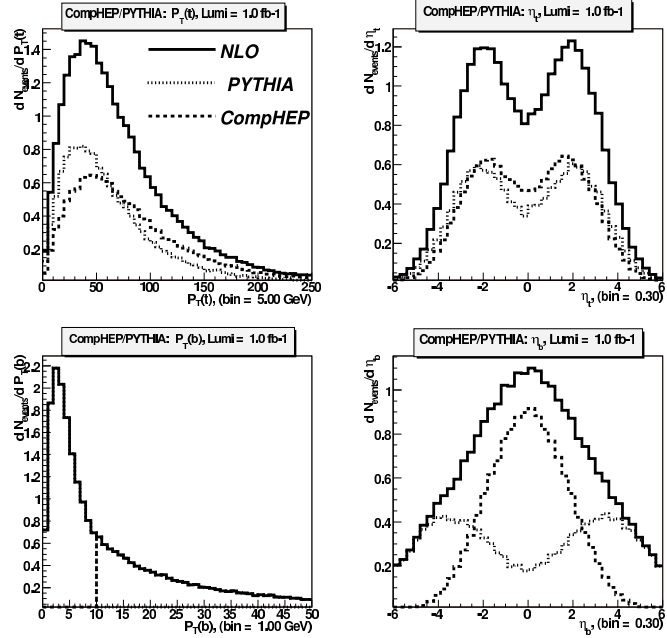 CompHEP/PYTHIA: P_T(t), Lumi = 1.0 fb-1
d N_events/d P_T(t)
1.4
1.2
1
0.8
0.6
0.4
0.2
NLO
PYTHIA
CompHEP
0 50 100 150 200 250
P_T(t), (bin = 5.00 GeV)
CompHEP/PYTHIA: η_t, Lumi = 1.0 fb-1
d N_events/d η_t
1.2
1
0.8
0.6
0.4
0.2
-6 -4 -2 0 2 4 6
η_t, (bin = 0.30)
CompHEP/PYTHIA: P_T(b), Lumi = 1.0 fb-1
d N_events/d P_T(b)
2.2
2
1.8
1.6
1.4
1.2
1
0.8
0.6
0.4
0.2
0 5 10 15 20 25 30 35 40 45 50
P_T(b), (bin = 1.00 GeV)
CompHEP/PYTHIA: η_b, Lumi = 1.0 fb-1
d N_events/d η_b
1
0.8
0.6
0.4
0.2
-6 -4 -2 0 2 4 6
η_b, (bin = 0.30)